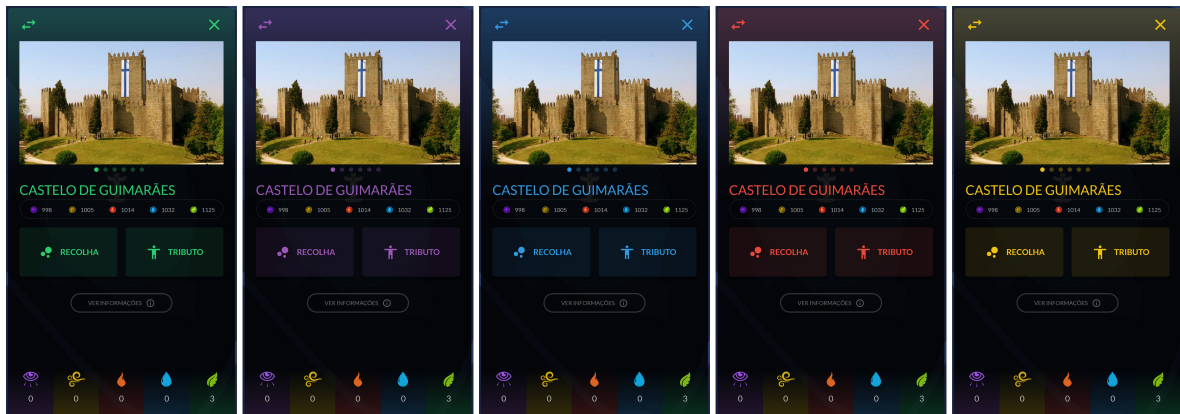 CASTELO DE GUIMARÃES
998 1005 1014 1032 1125
RECOLHA TRIBUTO
VER INFORMAÇÕES
0 0 0 0 3
CASTELO DE GUIMARÃES
998 1005 1014 1032 1125
RECOLHA TRIBUTO
VER INFORMAÇÕES
0 0 0 0 3
CASTELO DE GUIMARÃES
998 1005 1014 1032 1125
RECOLHA TRIBUTO
VER INFORMAÇÕES
0 0 0 0 3
CASTELO DE GUIMARÃES
998 1005 1014 1032 1125
RECOLHA TRIBUTO
VER INFORMAÇÕES
0 0 0 0 3
CASTELO DE GUIMARÃES
998 1005 1014 1032 1125
RECOLHA TRIBUTO
VER INFORMAÇÕES
0 0 0 0 3